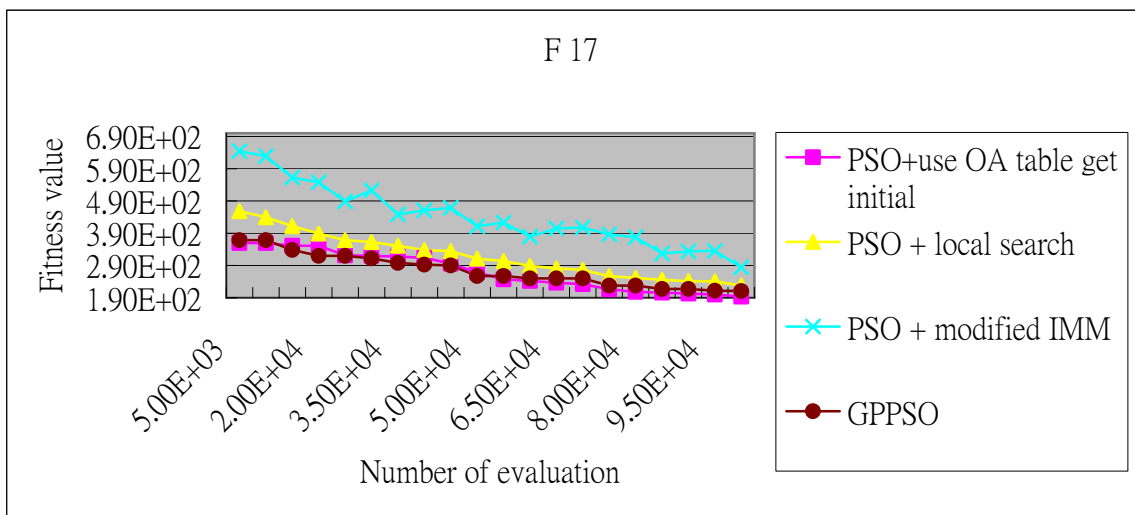 F 17
Fitness value
6.90E+02
5.90E+02
4.90E+02
3.90E+02
2.90E+02
1.90E+02
5.00E+03
2.00E+04
3.50E+04
5.00E+04
6.50E+04
8.00E+04
9.50E+04
Number of evaluation
PSO+use OA table get
initial
PSO + local search
PSO + modified IMM
GPPSO